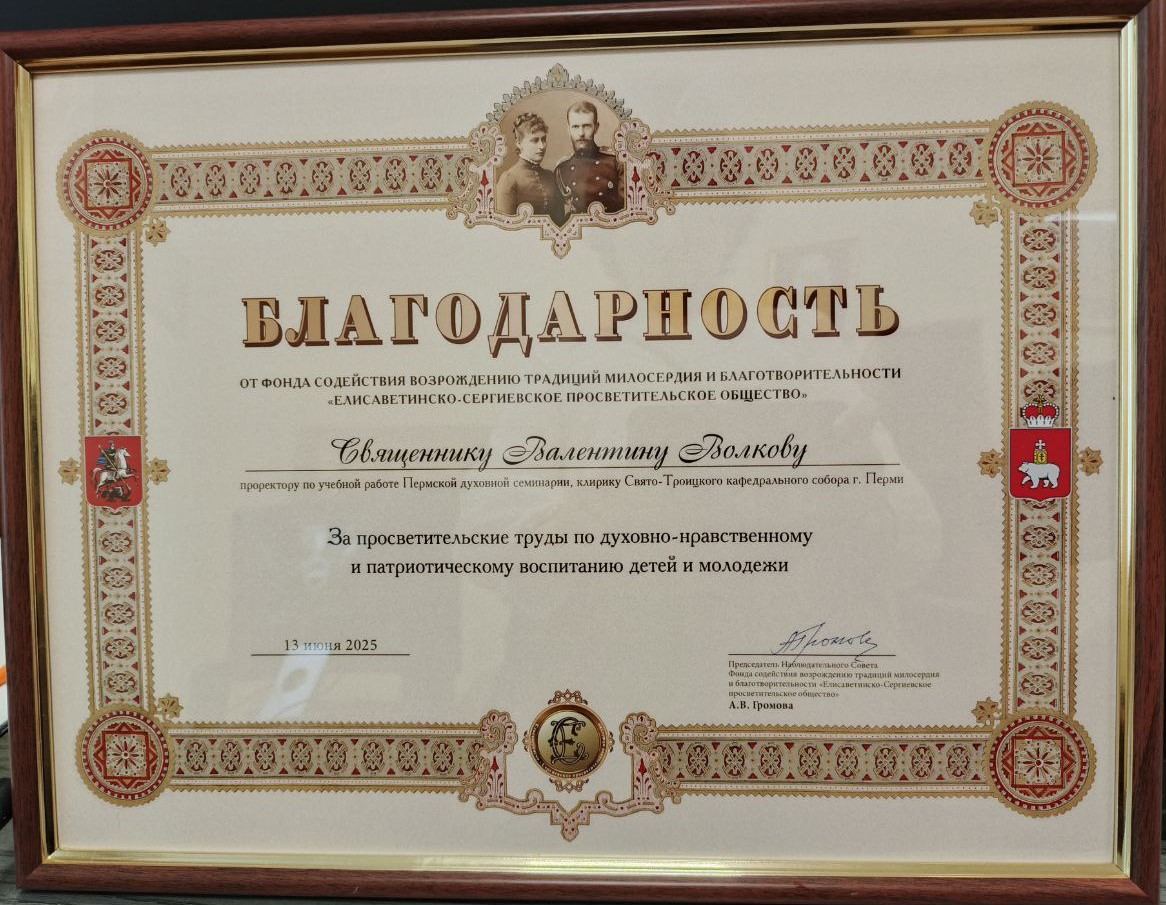 БЛАГОДАРНОСТЬ
ОТ ФОНДА СОДЕЙСТВИЯ ВОЗРОЖДЕНИЮ ТРАДИЦИЙ МИЛОСЕРДИЯ И БЛАГОТВОРИТЕЛЬНОСТИ
«ЕЛИСАВЕТИНСКО-СЕРГИЕВСКОЕ ПРОСВЕТИТЕЛЬСКОЕ ОБЩЕСТВО»
Священнику Валентину Волкову
проректору по учебной работе Пермской духовной семинарии, клирику Свято-Троицкого кафедрального собора г. Перми
За просветительские труды по духовно-нравственному
и патриотическому воспитанию детей и молодежи
13 июня 2025
АГромова
Председатель Наблюдательного Совета
Фонда содействия возрождению традиций милосердия
и благотворительности «Елисаветинско-Сергиевское
просветительское общество»
А.В. Громова